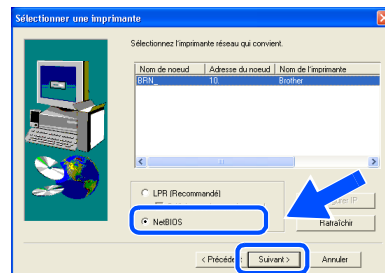 Sélectionner une imprimante
Sélectionnez l'imprimante réseau qui convient.
Nom de noeud Adresse du noeud Nom de l'imprimante
BRN_ 10. Brother
LPR (Recommandé)
IP
NetBIOS
Rafraîchir
< Précédent Suivant > Annuler